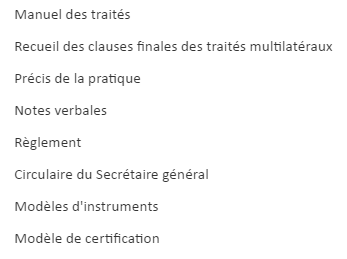 Manuel des traités
Recueil des clauses finales des traités multilatéraux
Précis de la pratique
Notes verbales
Règlement
Circulaire du Secrétaire général
Modèles d'instruments
Modèle de certification